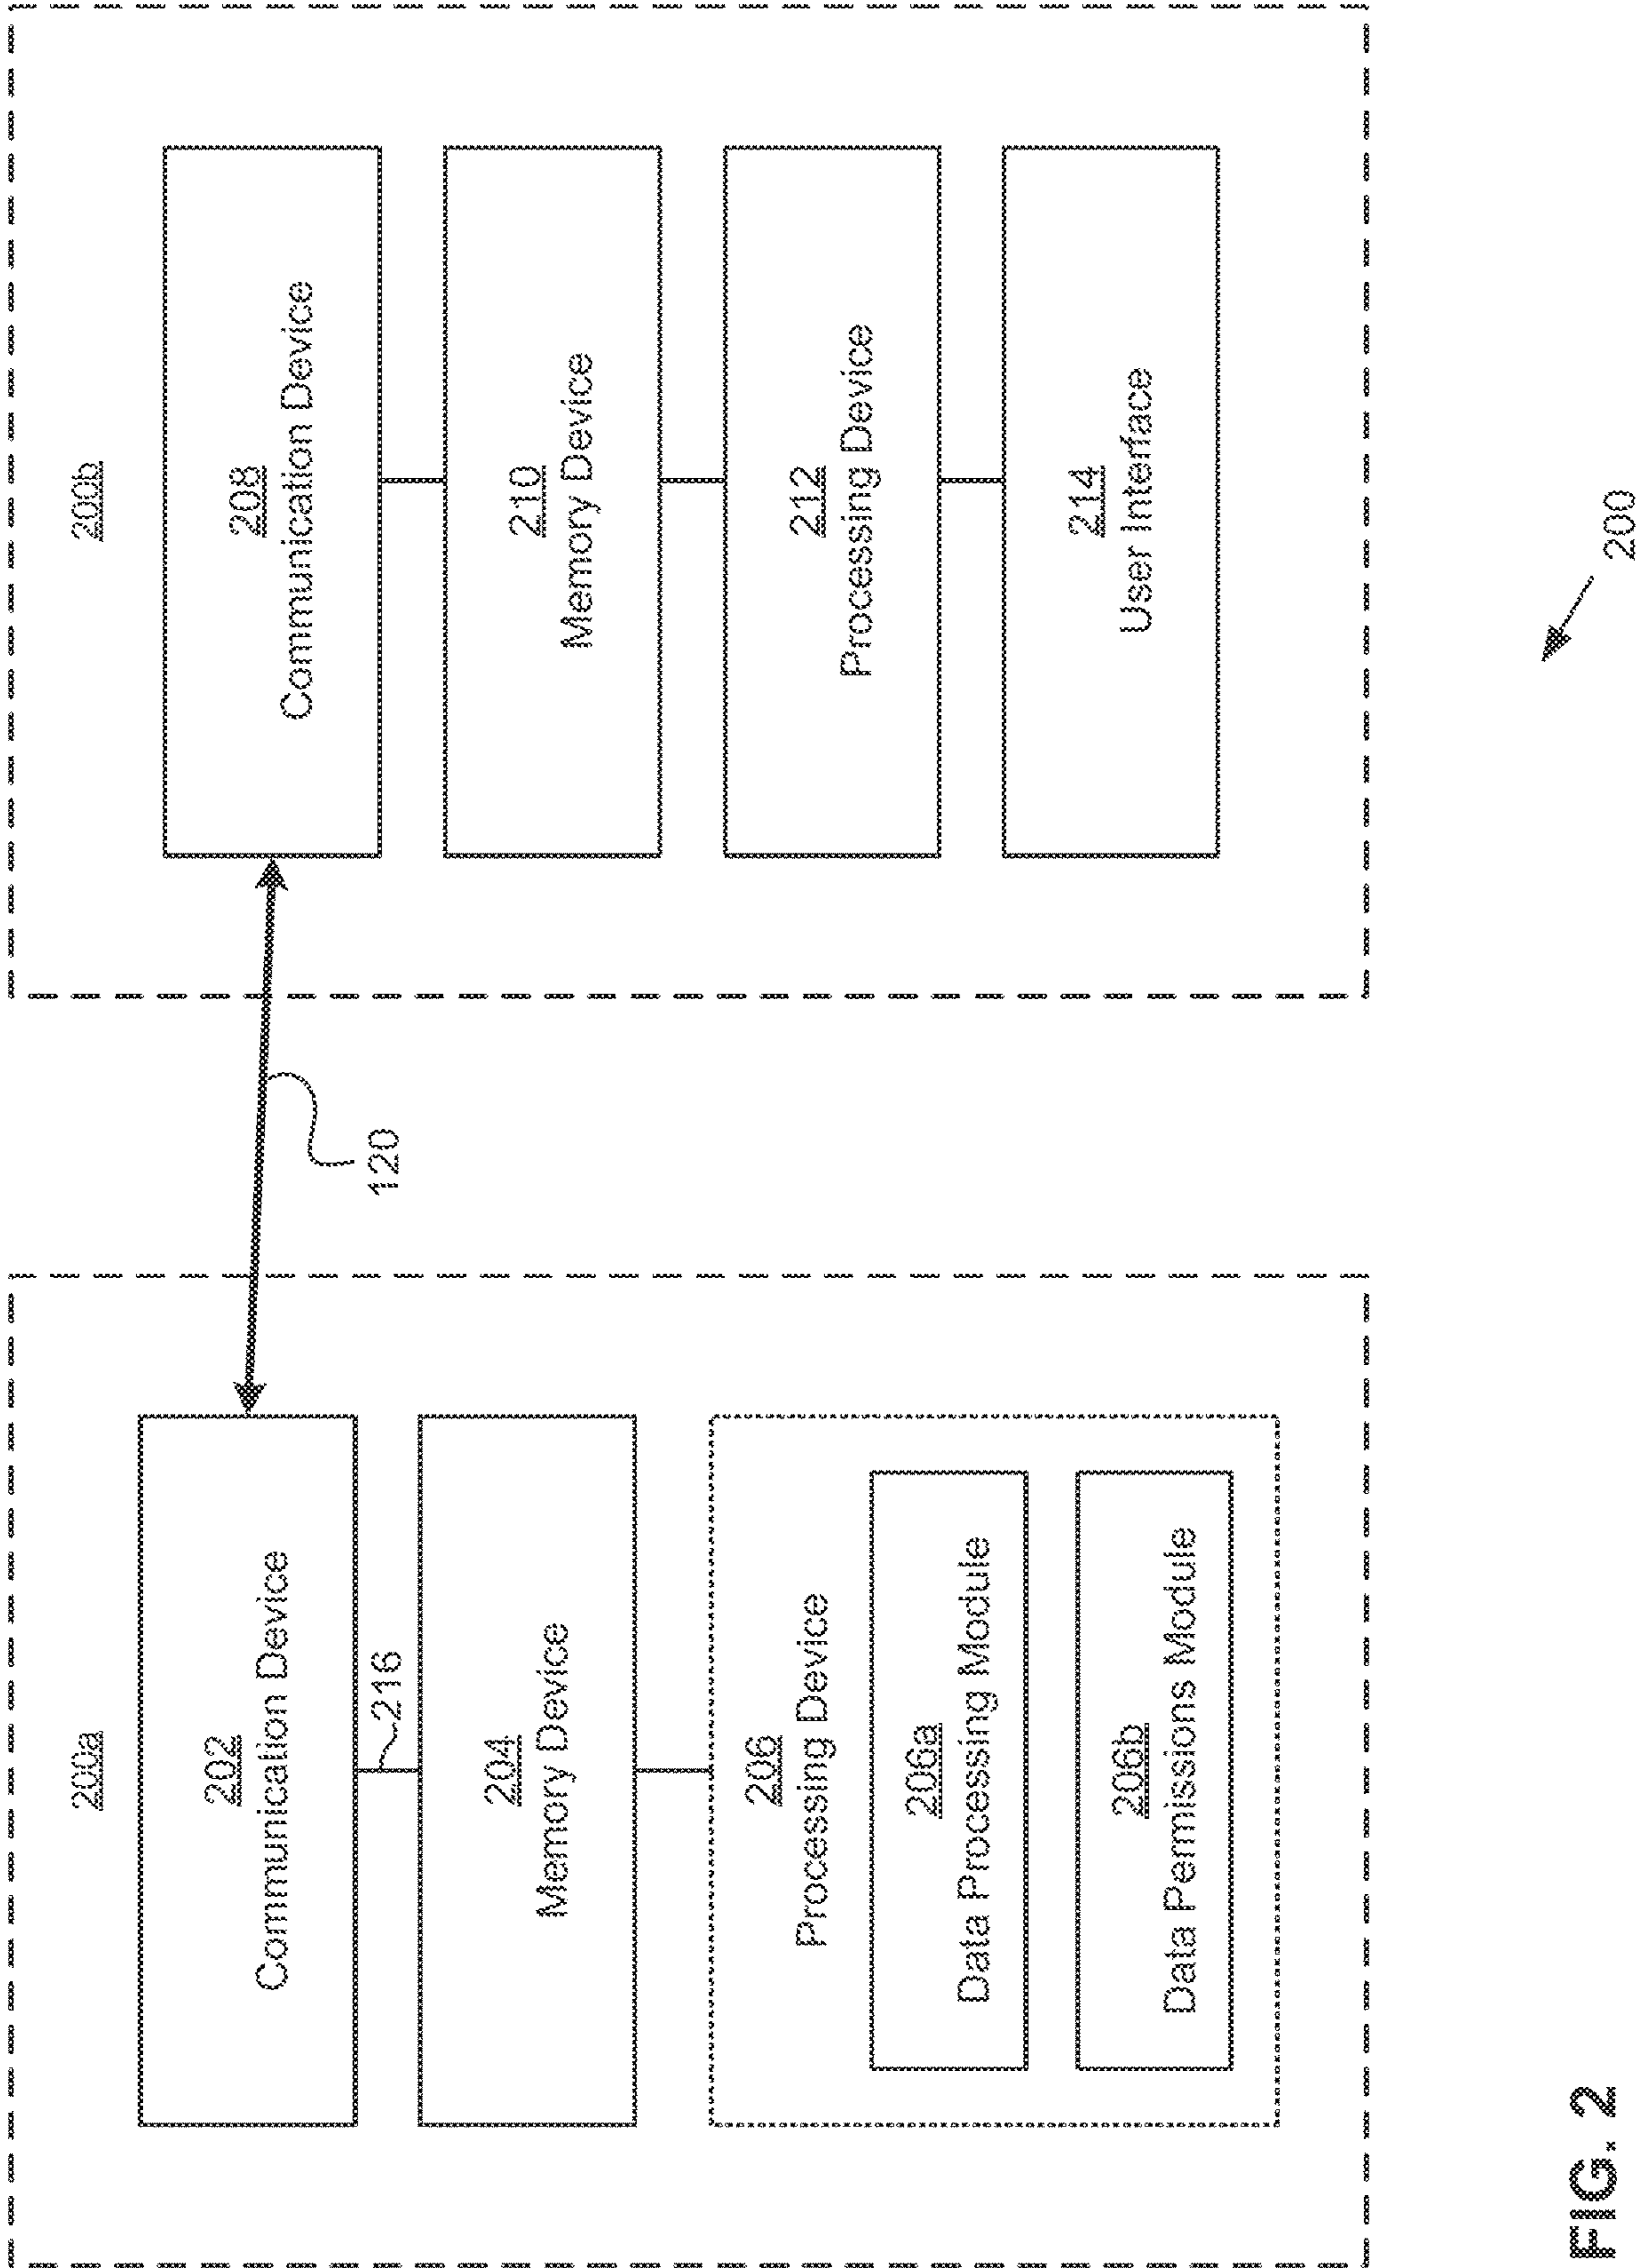 200a
202
Communication Device
216
204
Memory Device
206
Processing Device
206a
Data Processing Module
206b
Data Permissions Module
120
200b
208
Communication Device
210
Memory Device
212
Processing Device
214
User Interface
200
FIG. 2